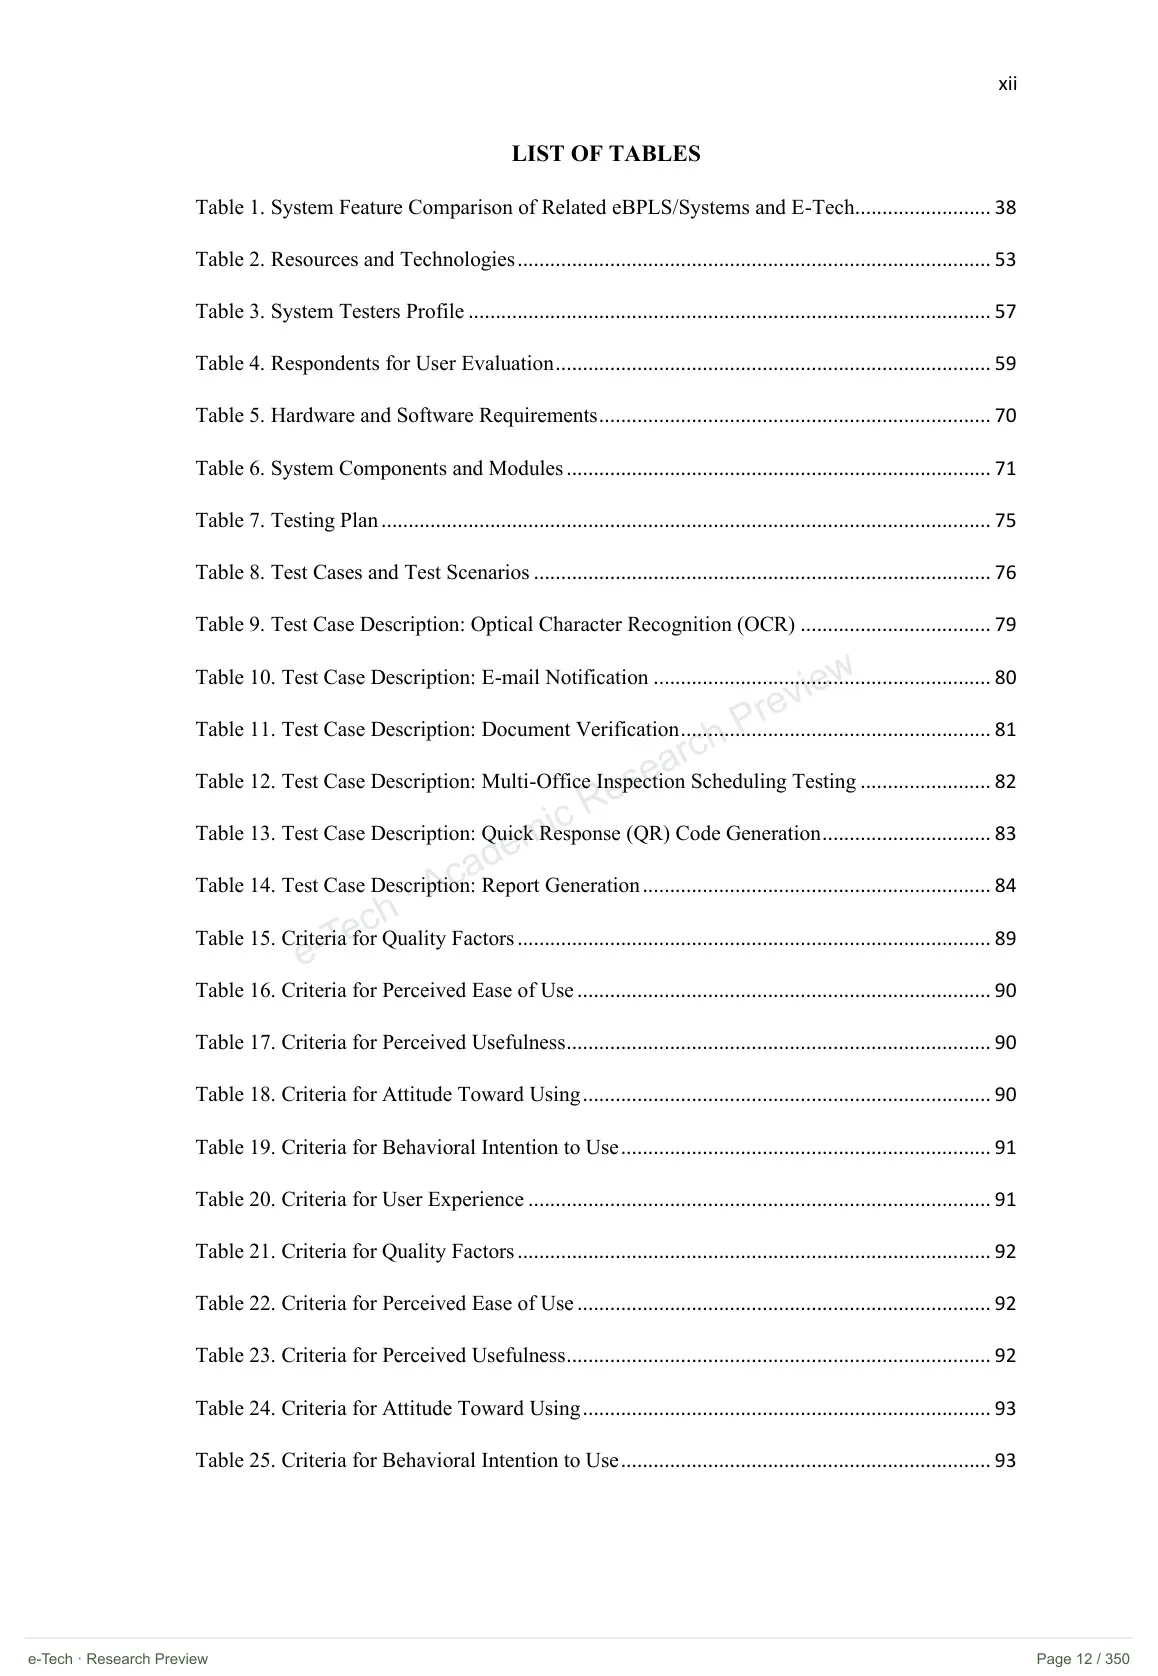 xii
LIST OF TABLES
Table 1. System Feature Comparison of Related eBPLS/Systems and E-Tech......................... 38
Table 2. Resources and Technologies....................................................................................... 53
Table 3. System Testers Profile ................................................................................................ 57
Table 4. Respondents for User Evaluation................................................................................ 59
Table 5. Hardware and Software Requirements........................................................................ 70
Table 6. System Components and Modules.............................................................................. 71
Table 7. Testing Plan................................................................................................................ 75
Table 8. Test Cases and Test Scenarios .................................................................................... 76
Table 9. Test Case Description: Optical Character Recognition (OCR) ................................... 79
Table 10. Test Case Description: E-mail Notification .............................................................. 80
Table 11. Test Case Description: Document Verification......................................................... 81
Table 12. Test Case Description: Multi-Office Inspection Scheduling Testing ........................ 82
Table 13. Test Case Description: Quick Response (QR) Code Generation............................... 83
Table 14. Test Case Description: Report Generation................................................................ 84
Table 15. Criteria for Quality Factors....................................................................................... 89
Table 16. Criteria for Perceived Ease of Use............................................................................ 90
Table 17. Criteria for Perceived Usefulness.............................................................................. 90
Table 18. Criteria for Attitude Toward Using........................................................................... 90
Table 19. Criteria for Behavioral Intention to Use.................................................................... 91
Table 20. Criteria for User Experience ..................................................................................... 91
Table 21. Criteria for Quality Factors....................................................................................... 92
Table 22. Criteria for Perceived Ease of Use............................................................................ 92
Table 23. Criteria for Perceived Usefulness.............................................................................. 92
Table 24. Criteria for Attitude Toward Using........................................................................... 93
Table 25. Criteria for Behavioral Intention to Use.................................................................... 93
e-Tech · Academic Research Preview
e-Tech · Research Preview
Page 12 / 350